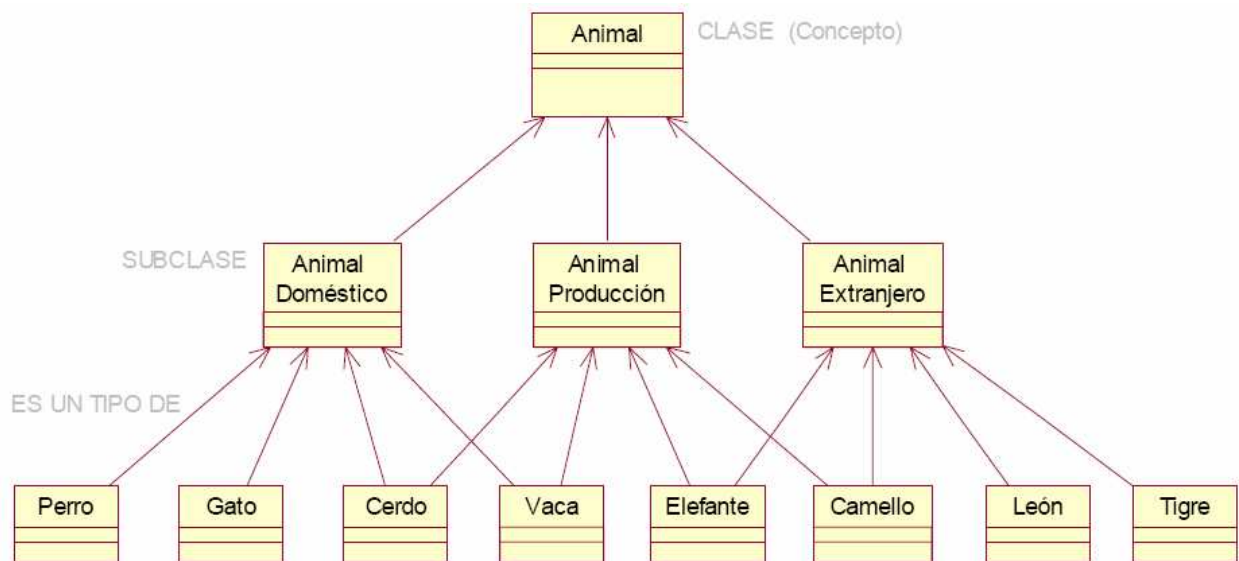 Animal
CLASE (Concepto)
SUBCLASE
Animal
Doméstico
Animal
Producción
Animal
Extranjero
ES UN TIPO DE
Perro
Gato
Cerdo
Vaca
Elefante
Camello
León
Tigre